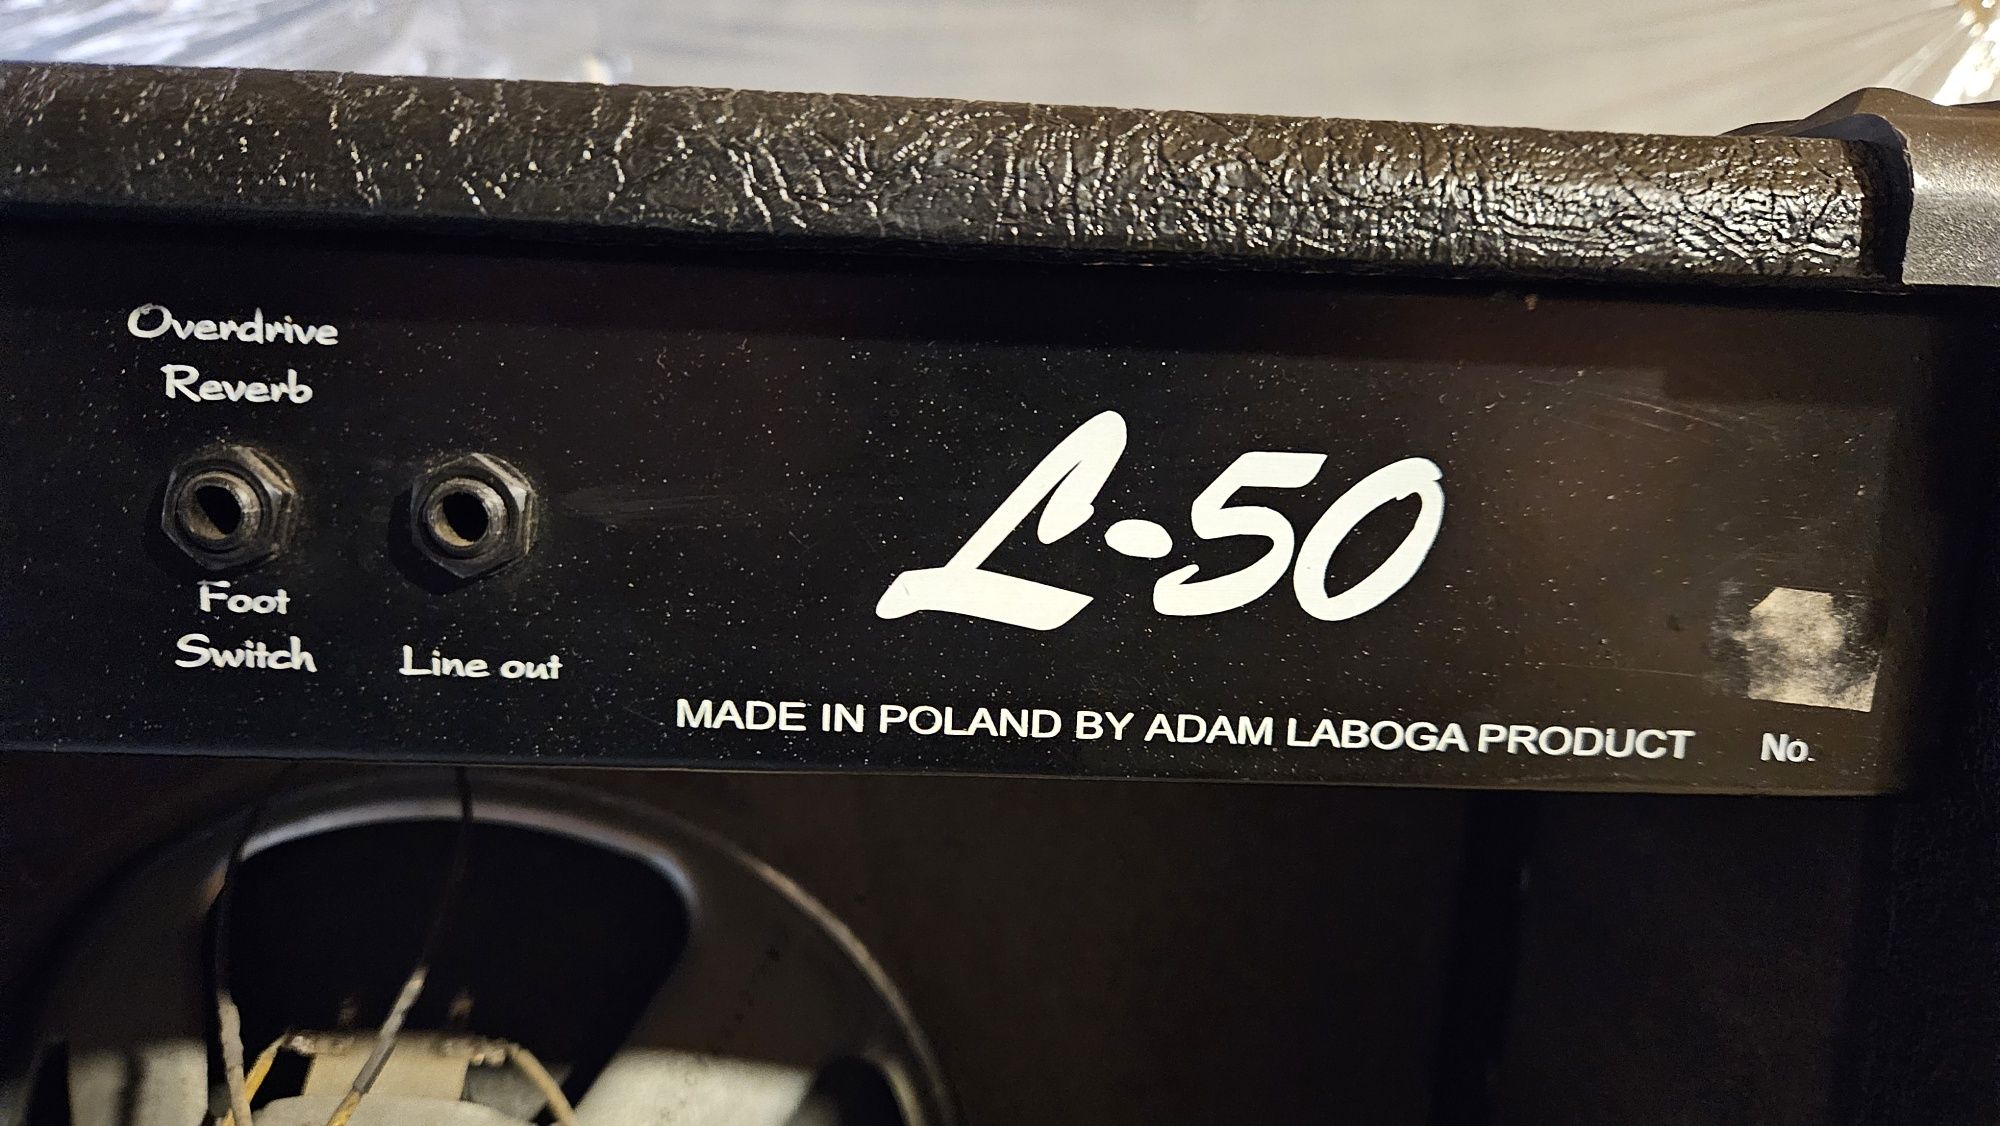 Overdrive
Reverb
Foot
Switch
Line out
L-50
MADE IN POLAND BY ADAM LABOGA PRODUCT
No.